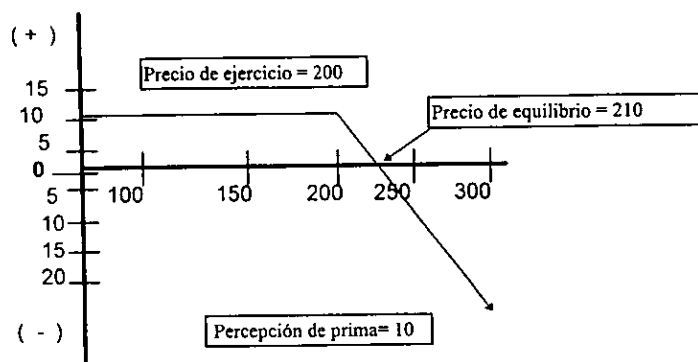 ( + )
Precio de ejercicio = 200
15
10
Precio de equilibrio = 210
5
0
5
100
150
200
250
300
10
15
20
( - )
Percepción de prima= 10